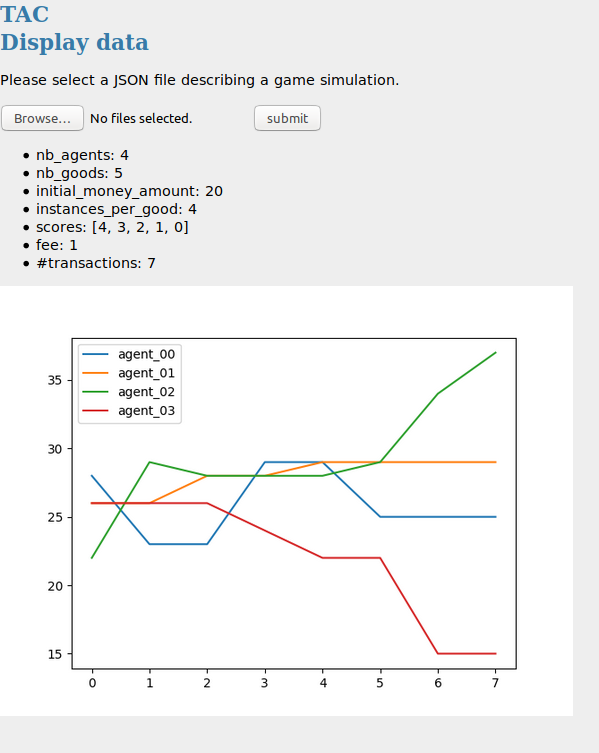 TAC
Display data
Please select a JSON file describing a game simulation.
Browse... No files selected. submit
nb_agents: 4
nb_goods: 5
initial_money_amount: 20
instances_per_good: 4
scores: [4, 3, 2, 1, 0]
fee: 1
#transactions: 7
agent_00
agent_01
agent_02
agent_03
35
30
25
20
15
0 1 2 3 4 5 6 7